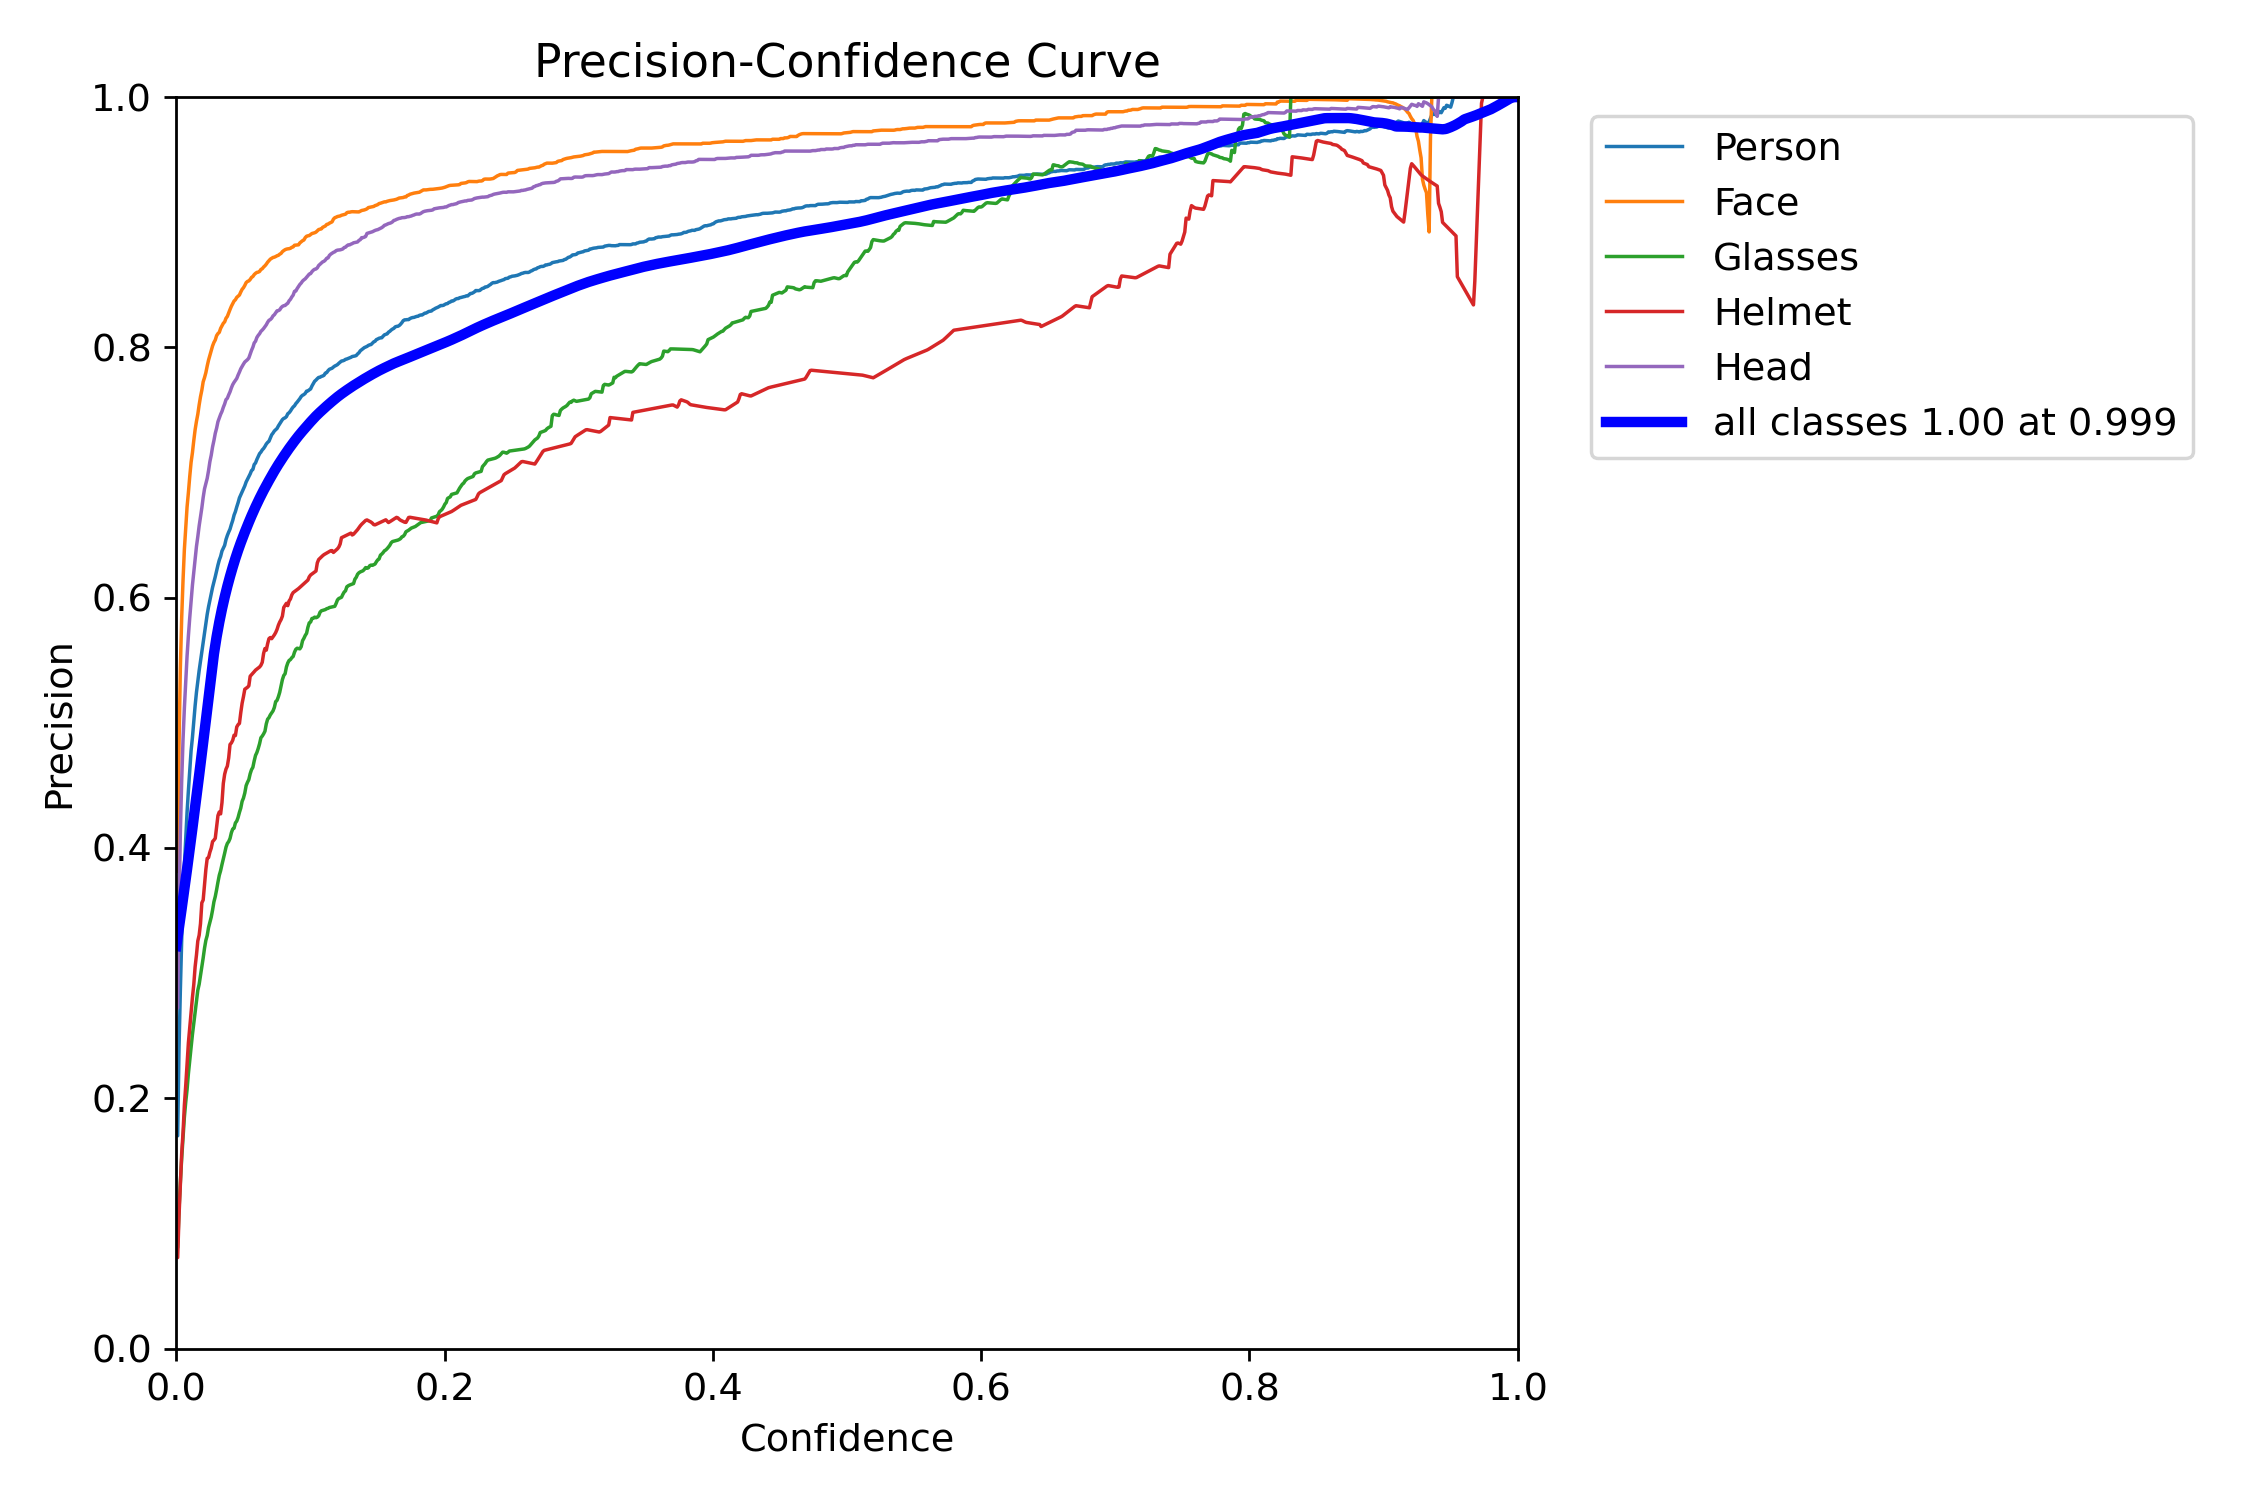 Precision-Confidence Curve
1.0
0.8
0.6
0.4
0.2
0.0
Precision
0.0 0.2 0.4 0.6 0.8 1.0
Confidence
Person
Face
Glasses
Helmet
Head
all classes 1.00 at 0.999